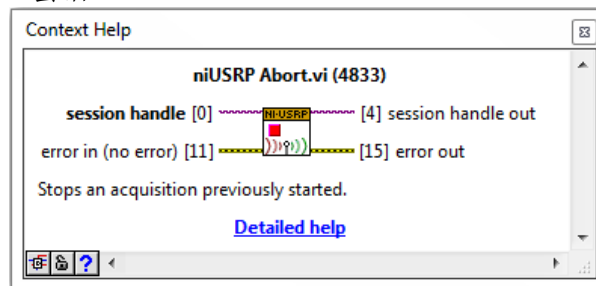 Context Help
niUSRP Abort.vi (4833)
session handle [0] NI-USRP [4] session handle out
error in (no error) [11] [15] error out
Stops an acquisition previously started.
Detailed help
?